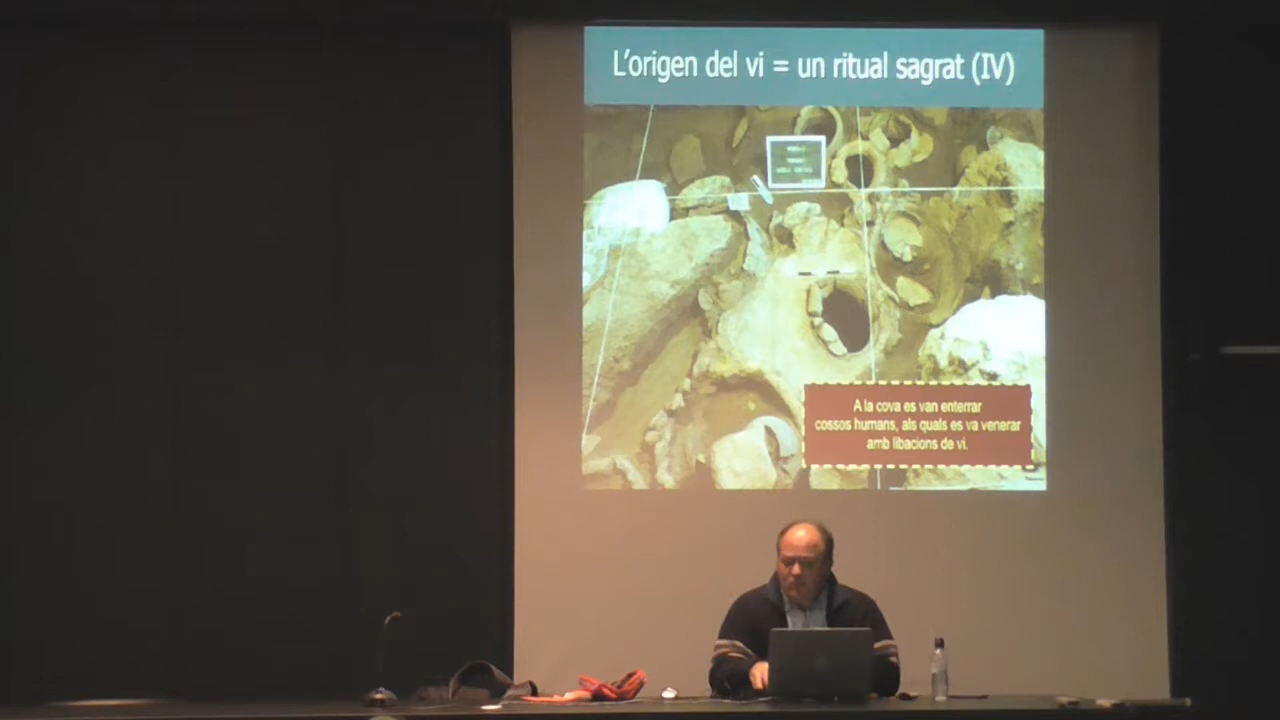 L'origen del vi = un ritual sagrat (IV)
A la cova es van enterrar
cossos humans, als quals es va venerar
amb libacions de vi.